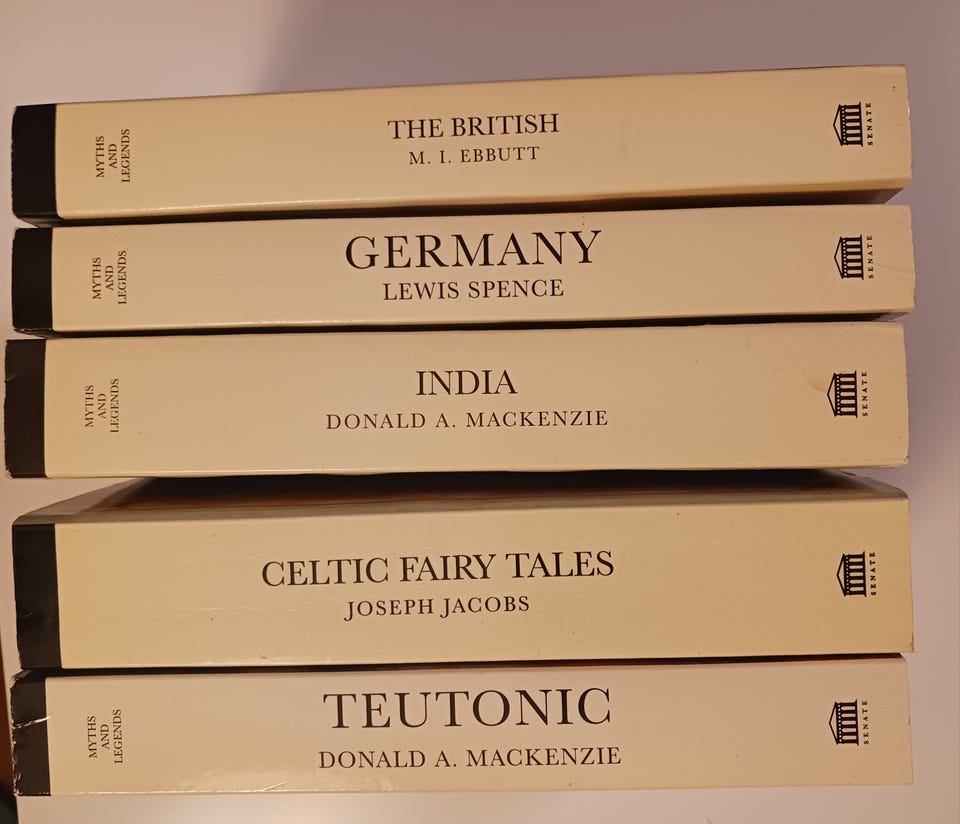 MYTHS
AND
LEGENDS
THE BRITISH
M. I. EBBUTT
SENATE
MYTHS
AND
LEGENDS
GERMANY
LEWIS SPENCE
SENATE
MYTHS
AND
LEGENDS
INDIA
DONALD A. MACKENZIE
SENATE
CELTIC FAIRY TALES
JOSEPH JACOBS
SENATE
MYTHS
AND
LEGENDS
TEUTONIC
DONALD A. MACKENZIE
SENATE